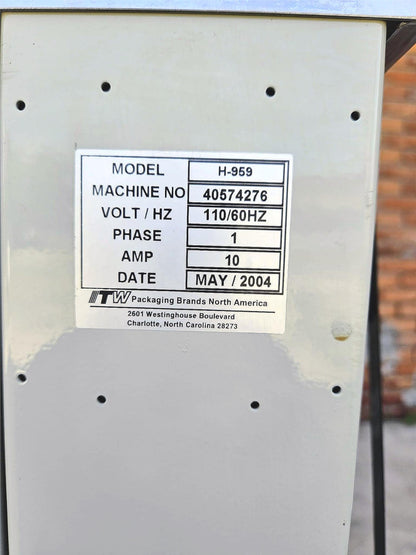 MODEL H-959
MACHINE NO 40574276
VOLT / HZ 110/60HZ
PHASE 1
AMP 10
DATE MAY / 2004
ITW Packaging Brands North America
2601 Westinghouse Boulevard
Charlotte, North Carolina 28273